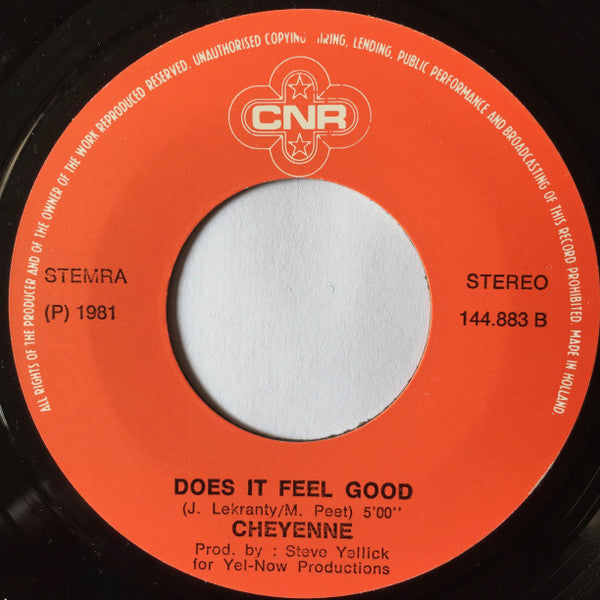 ALL RIGHTS OF THE PRODUCER AND OF THE OWNER OF THE WORK REPRODUCED RESERVED. UNAUTHORISED COPYING HIRING, LENDING, PUBLIC PERFORMANCE AND BROADCASTING OF THIS RECORD PROHIBITED. MADE IN HOLLAND.
CNR
STEMRA
(P) 1981
STEREO
144.883 B
DOES IT FEEL GOOD
(J. Lekranty/M. Peet) 5'00"
CHEYENNE
Prod. by : Steve Yellick
for Yel-Now Productions